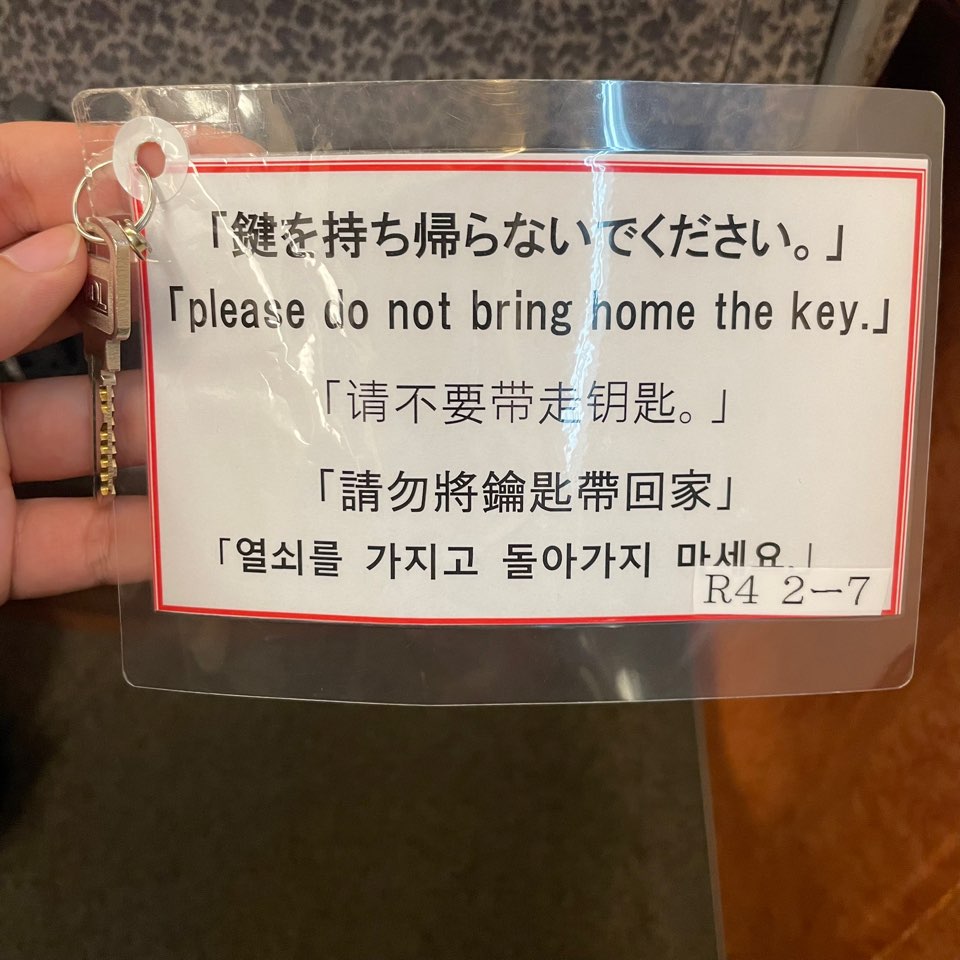 「鍵を持ち帰らないでください。」
「please do not bring home the key.」
「请不要带走钥匙。」
「請勿將鑰匙帶回家」
「열쇠를 가지고 돌아가지 마세요.」
R4 2ー7